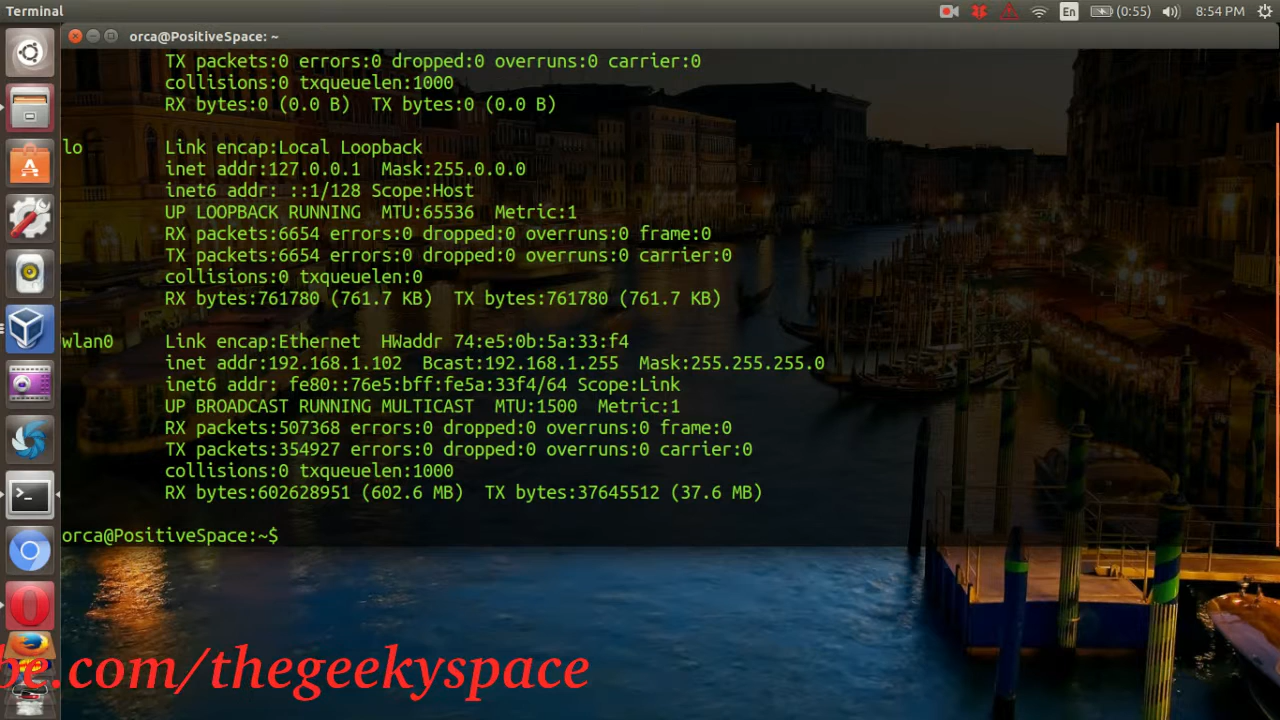 Terminal
En
(0:55)
8:54 PM
orca@PositiveSpace: ~
TX packets:0 errors:0 dropped:0 overruns:0 carrier:0
collisions:0 txqueuelen:1000
RX bytes:0 (0.0 B)  TX bytes:0 (0.0 B)
lo Link encap:Local Loopback
inet addr:127.0.0.1  Mask:255.0.0.0
inet6 addr: ::1/128 Scope:Host
UP LOOPBACK RUNNING  MTU:65536  Metric:1
RX packets:6654 errors:0 dropped:0 overruns:0 frame:0
TX packets:6654 errors:0 dropped:0 overruns:0 carrier:0
collisions:0 txqueuelen:0
RX bytes:761780 (761.7 KB)  TX bytes:761780 (761.7 KB)
wlan0 Link encap:Ethernet  HWaddr 74:e5:0b:5a:33:f4
inet addr:192.168.1.102  Bcast:192.168.1.255  Mask:255.255.255.0
inet6 addr: fe80::76e5:bff:fe5a:33f4/64 Scope:Link
UP BROADCAST RUNNING MULTICAST  MTU:1500  Metric:1
RX packets:507368 errors:0 dropped:0 overruns:0 frame:0
TX packets:354927 errors:0 dropped:0 overruns:0 carrier:0
collisions:0 txqueuelen:1000
RX bytes:602628951 (602.6 MB)  TX bytes:37645512 (37.6 MB)
orca@PositiveSpace:~$
be.com/thegeekyspace